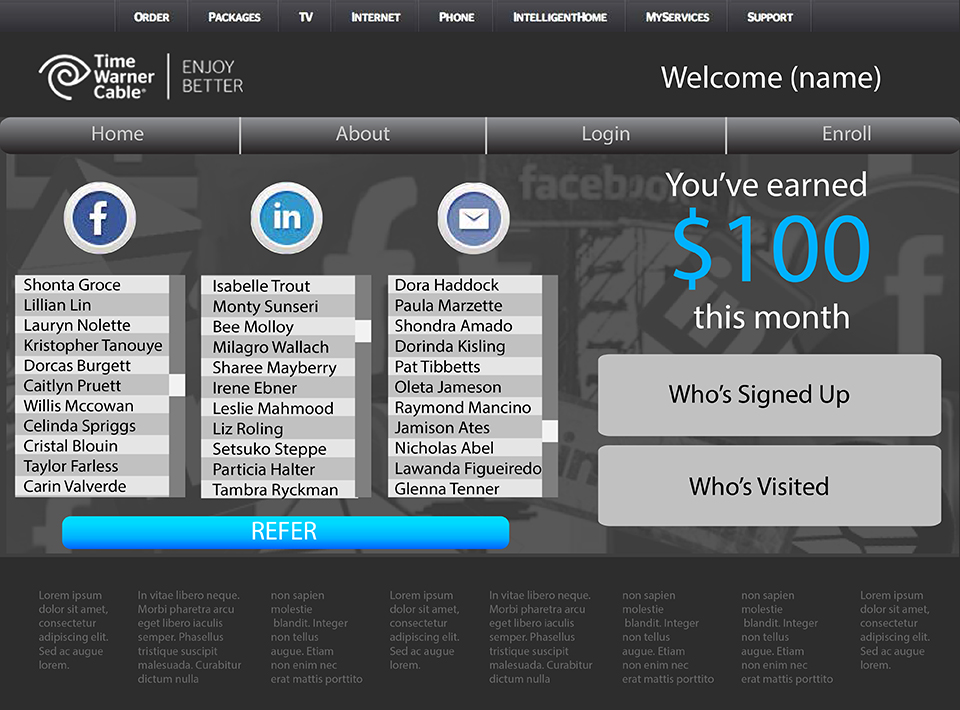 ORDER PACKAGES TV INTERNET PHONE INTELLIGENTHOME MYSERVICES SUPPORT
Time
Warner
Cable®
ENJOY
BETTER
Welcome (name)
Home About Login Enroll
facebook
f
in
Shonta Groce
Lillian Lin
Lauryn Nolette
Kristopher Tanouye
Dorcas Burgett
Caitlyn Pruett
Willis Mccowan
Celinda Spriggs
Cristal Blouin
Taylor Farless
Carin Valverde
Isabelle Trout
Monty Sunseri
Bee Molloy
Milagro Wallach
Sharee Mayberry
Irene Ebner
Leslie Mahmood
Liz Roling
Setsuko Steppe
Particia Halter
Tambra Ryckman
Dora Haddock
Paula Marzette
Shondra Amado
Dorinda Kisling
Pat Tibbetts
Oleta Jameson
Raymond Mancino
Jamison Ates
Nicholas Abel
Lawanda Figueiredo
Glenna Tenner
REFER
You’ve earned
$100
this month
Who’s Signed Up
Who’s Visited
Lorem ipsum
dolor sit amet,
consectetur
adipiscing elit.
Sed ac augue
lorem.
In vitae libero neque.
Morbi pharetra arcu
eget libero iaculis
semper. Phasellus
tristique suscipit
malesuada. Curabitur
dictum nulla
non sapien
molestie
blandit. Integer
non tellus
augue. Etiam
non enim nec
erat mattis porttito
Lorem ipsum
dolor sit amet,
consectetur
adipiscing elit.
Sed ac augue
lorem.
In vitae libero neque.
Morbi pharetra arcu
eget libero iaculis
semper. Phasellus
tristique suscipit
malesuada. Curabitur
dictum nulla
non sapien
molestie
blandit. Integer
non tellus
augue. Etiam
non enim nec
erat mattis porttito
non sapien
molestie
blandit. Integer
non tellus
augue. Etiam
non enim nec
erat mattis porttito
Lorem ipsum
dolor sit amet,
consectetur
adipiscing elit.
Sed ac augue
lorem.